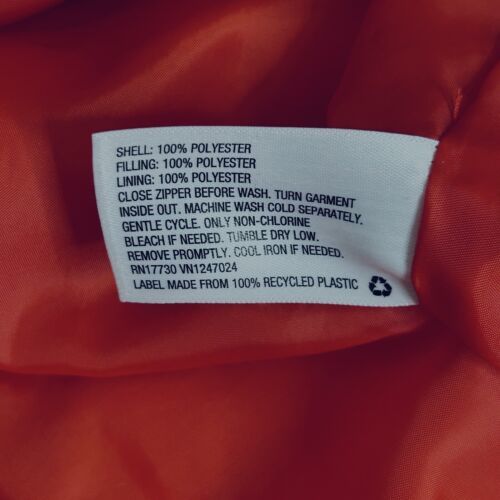 SHELL: 100% POLYESTER
FILLING: 100% POLYESTER
LINING: 100% POLYESTER
CLOSE ZIPPER BEFORE WASH. TURN GARMENT
INSIDE OUT. MACHINE WASH COLD SEPARATELY.
GENTLE CYCLE. ONLY NON-CHLORINE
BLEACH IF NEEDED. TUMBLE DRY LOW.
REMOVE PROMPTLY. COOL IRON IF NEEDED.
RN17730 VN1247024
LABEL MADE FROM 100% RECYCLED PLASTIC